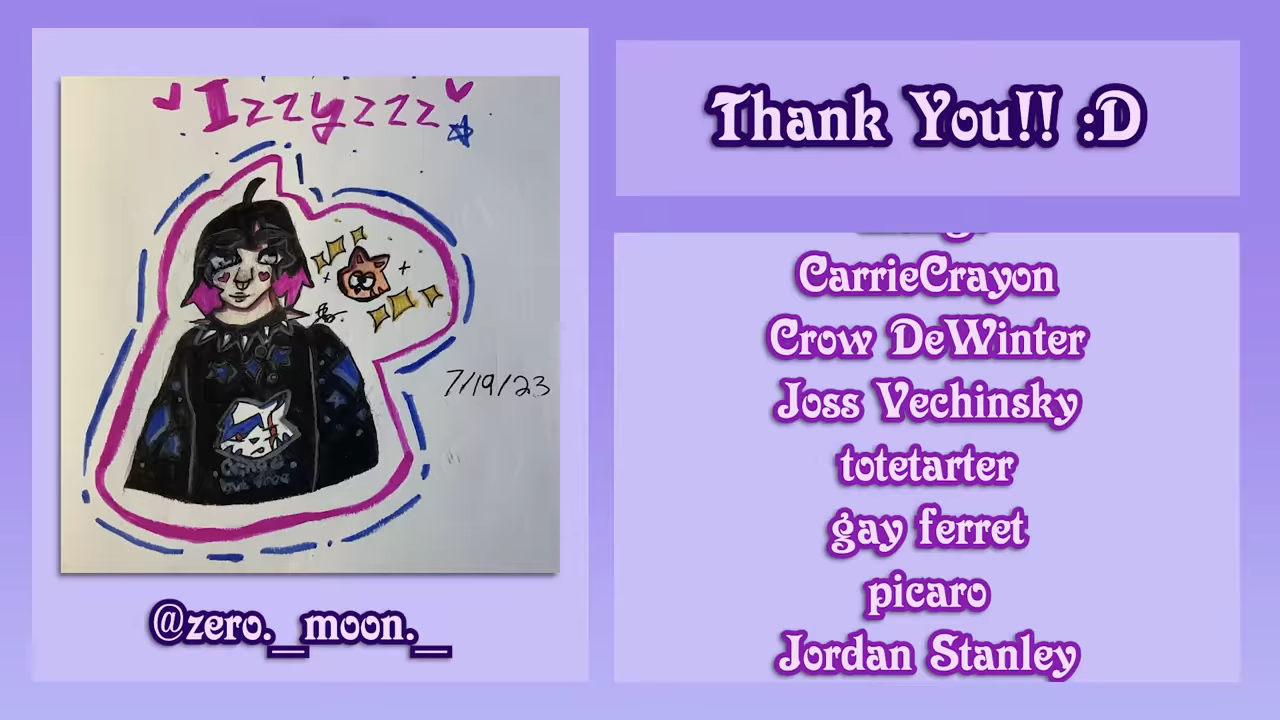 Izzyzzz
7/19/23
@zero._moon._
Thank You!! :D
CarrieCrayon
Crow DeWinter
Joss Vechinsky
totetarter
gay ferret
picaro
Jordan Stanley